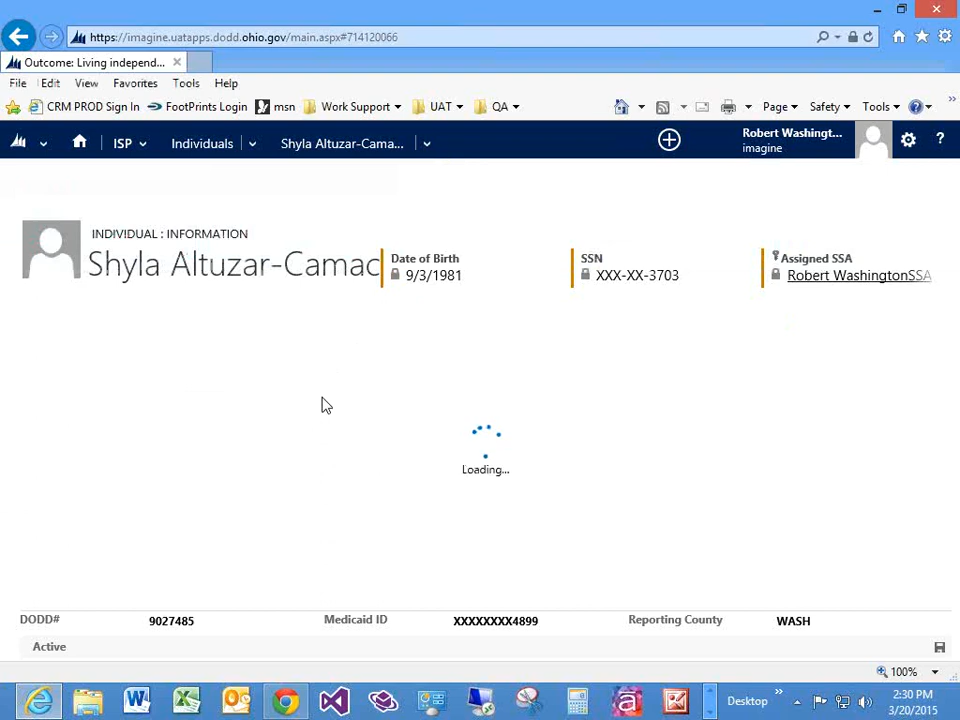 https://imagine.uatapps.dodd.ohio.gov/main.aspx#714120066
Outcome: Living independ...
File Edit View Favorites Tools Help
CRM PROD Sign In FootPrints Login msn Work Support UAT QA Page Safety Tools
ISP Individuals Shyla Altuzar-Cama... Robert Washingt...
imagine
INDIVIDUAL : INFORMATION
Shyla Altuzar-Camac
Date of Birth SSN Assigned SSA
9/3/1981 XXX-XX-3703 Robert WashingtonSSA
Loading...
DODD# 9027485 Medicaid ID XXXXXXXX4899 Reporting County WASH
Active
100%
Desktop 2:30 PM
3/20/2015